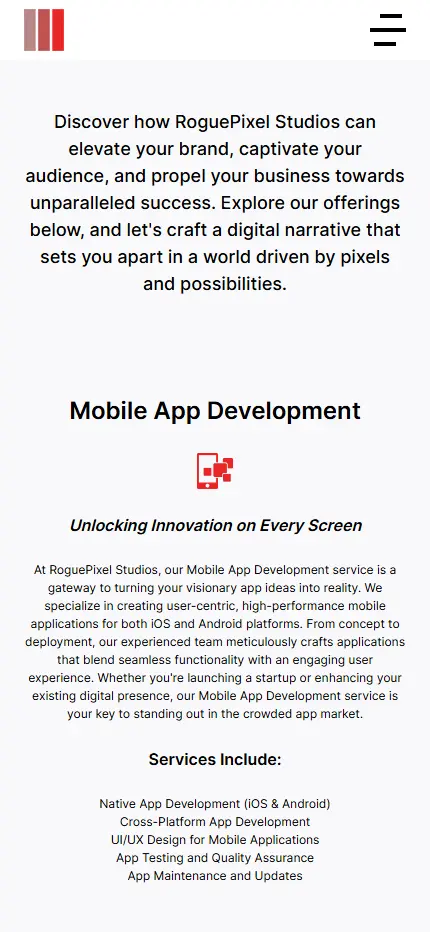 Discover how RoguePixel Studios can
elevate your brand, captivate your
audience, and propel your business towards
unparalleled success. Explore our offerings
below, and let's craft a digital narrative that
sets you apart in a world driven by pixels
and possibilities.
Mobile App Development
Unlocking Innovation on Every Screen
At RoguePixel Studios, our Mobile App Development service is a
gateway to turning your visionary app ideas into reality. We
specialize in creating user-centric, high-performance mobile
applications for both iOS and Android platforms. From concept to
deployment, our experienced team meticulously crafts applications
that blend seamless functionality with an engaging user
experience. Whether you're launching a startup or enhancing your
existing digital presence, our Mobile App Development service is
your key to standing out in the crowded app market.
Services Include:
Native App Development (iOS & Android)
Cross-Platform App Development
UI/UX Design for Mobile Applications
App Testing and Quality Assurance
App Maintenance and Updates